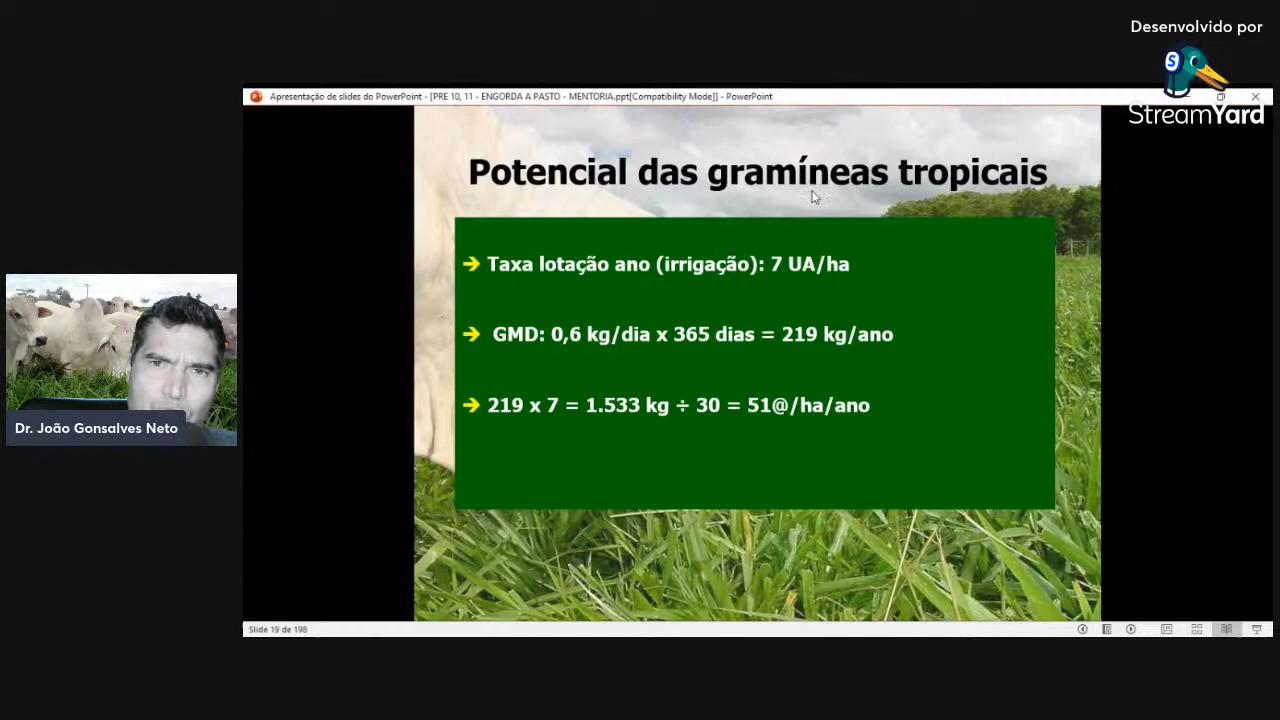 Desenvolvido por
StreamYard
Apresentação de slides do PowerPoint - [PRE 10, 11 - ENGORDA A PASTO - MENTORIA.ppt[Compatibility Mode]] - PowerPoint
Potencial das gramíneas tropicais
➔ Taxa lotação ano (irrigação): 7 UA/ha
➔ GMD: 0,6 kg/dia x 365 dias = 219 kg/ano
➔ 219 x 7 = 1.533 kg ÷ 30 = 51@/ha/ano
Dr. João Gonsalves Neto
Slide 19 de 198